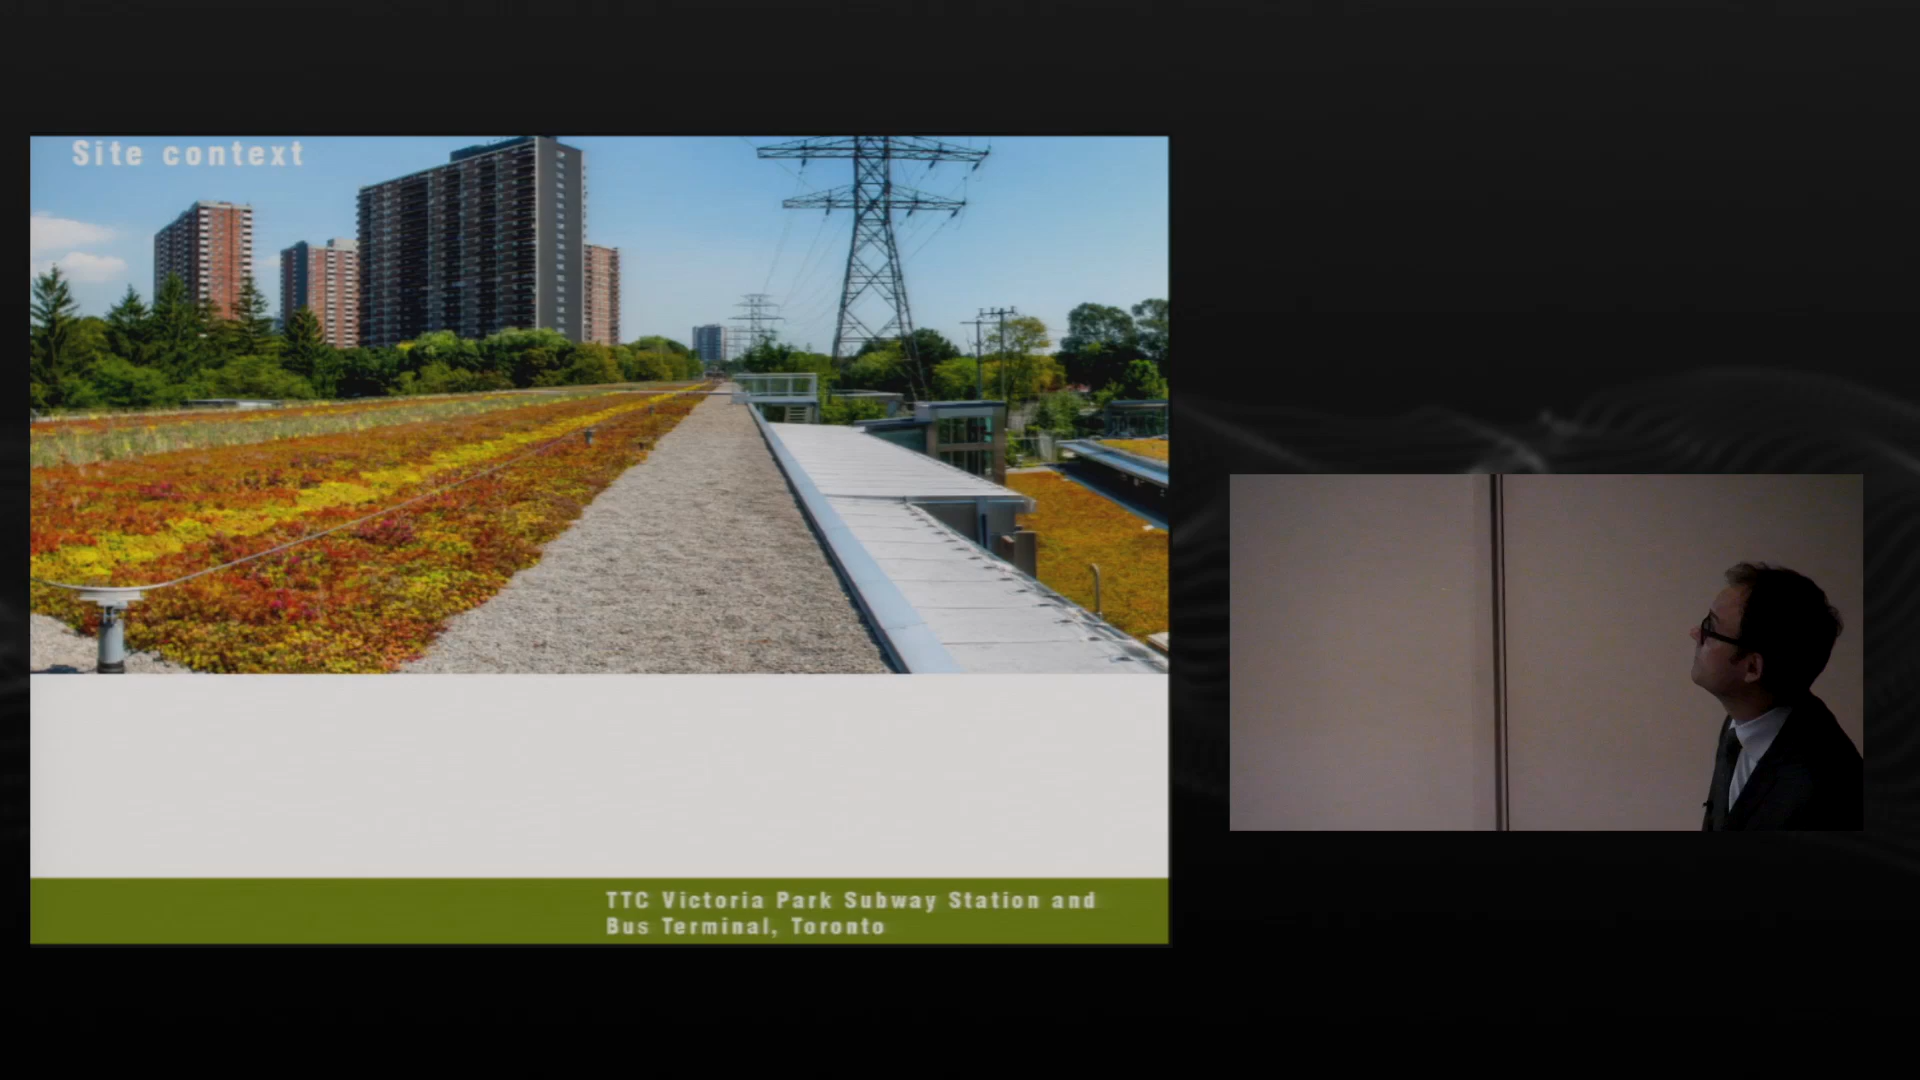 Site context
TTC Victoria Park Subway Station and
Bus Terminal, Toronto